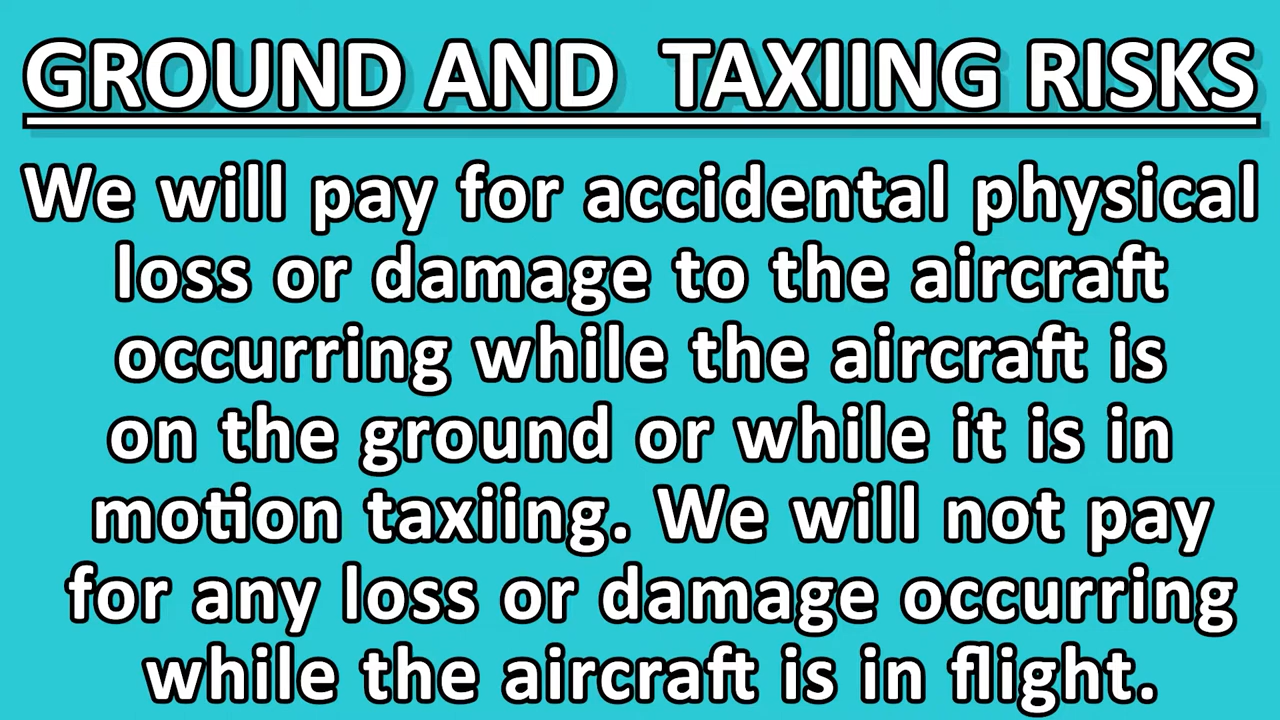 GROUND AND TAXIING RISKS
We will pay for accidental physical
loss or damage to the aircraft
occurring while the aircraft is
on the ground or while it is in
motion taxiing. We will not pay
for any loss or damage occurring
while the aircraft is in flight.